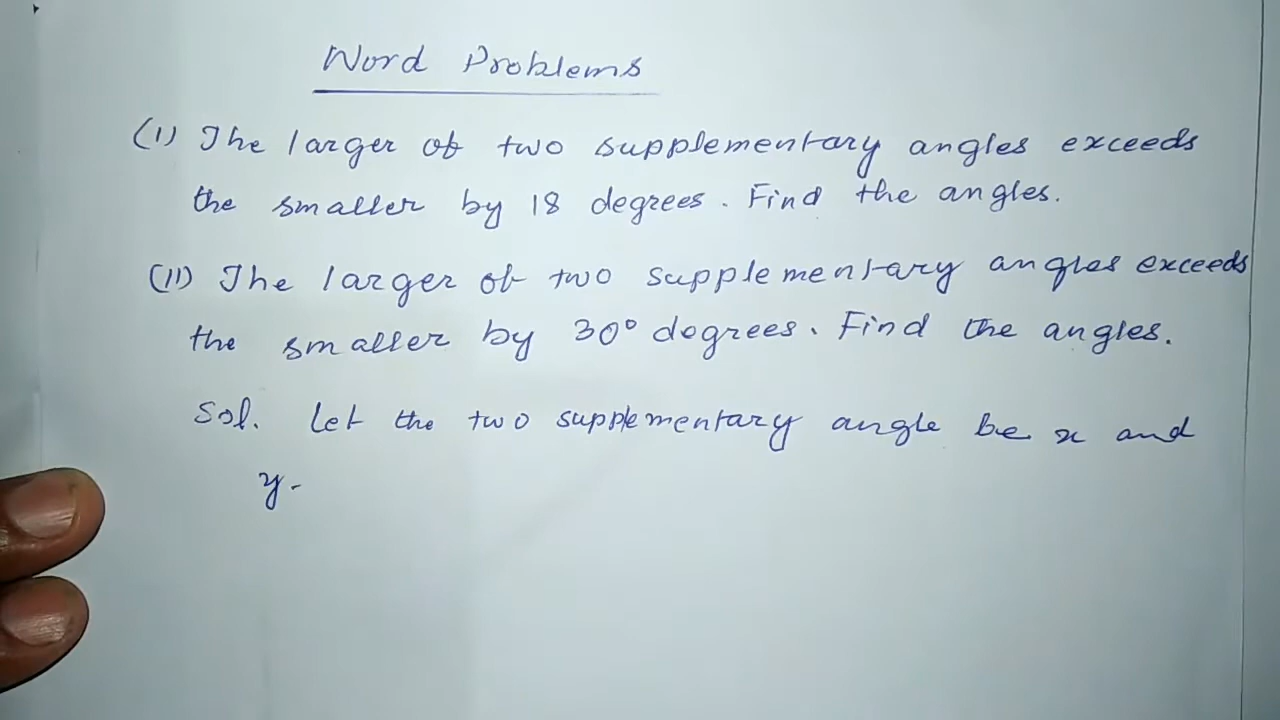 Word Problems
(I) The larger of two supplementary angles exceeds
the smaller by 18 degrees. Find the angles.
(II) The larger of two supplementary angles exceeds
the smaller by 30° degrees. Find the angles.
Sol. Let the two supplementary angle be x and
y.